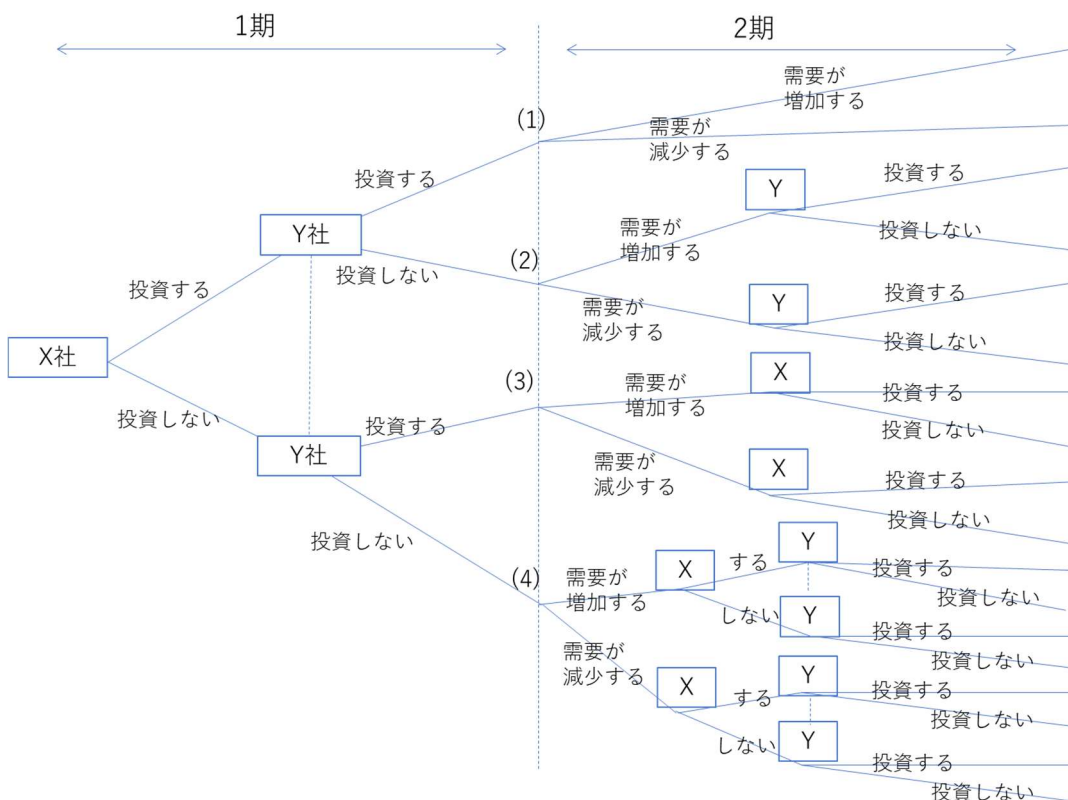 1期
2期
需要が
増加する
(1)
需要が
減少する
投資する
Y
投資する
Y社
需要が
増加する
投資しない
(2)
投資しない
投資する
需要が
減少する
Y
投資する
投資しない
X社
(3)
需要が
増加する
X
投資する
投資しない
投資しない
投資する
Y社
需要が
減少する
X
投資する
投資しない
投資しない
(4)
需要が
増加する
X
する
Y
投資する
投資しない
しない
Y
投資する
投資しない
需要が
減少する
X
する
Y
投資する
投資しない
しない
Y
投資する
投資しない